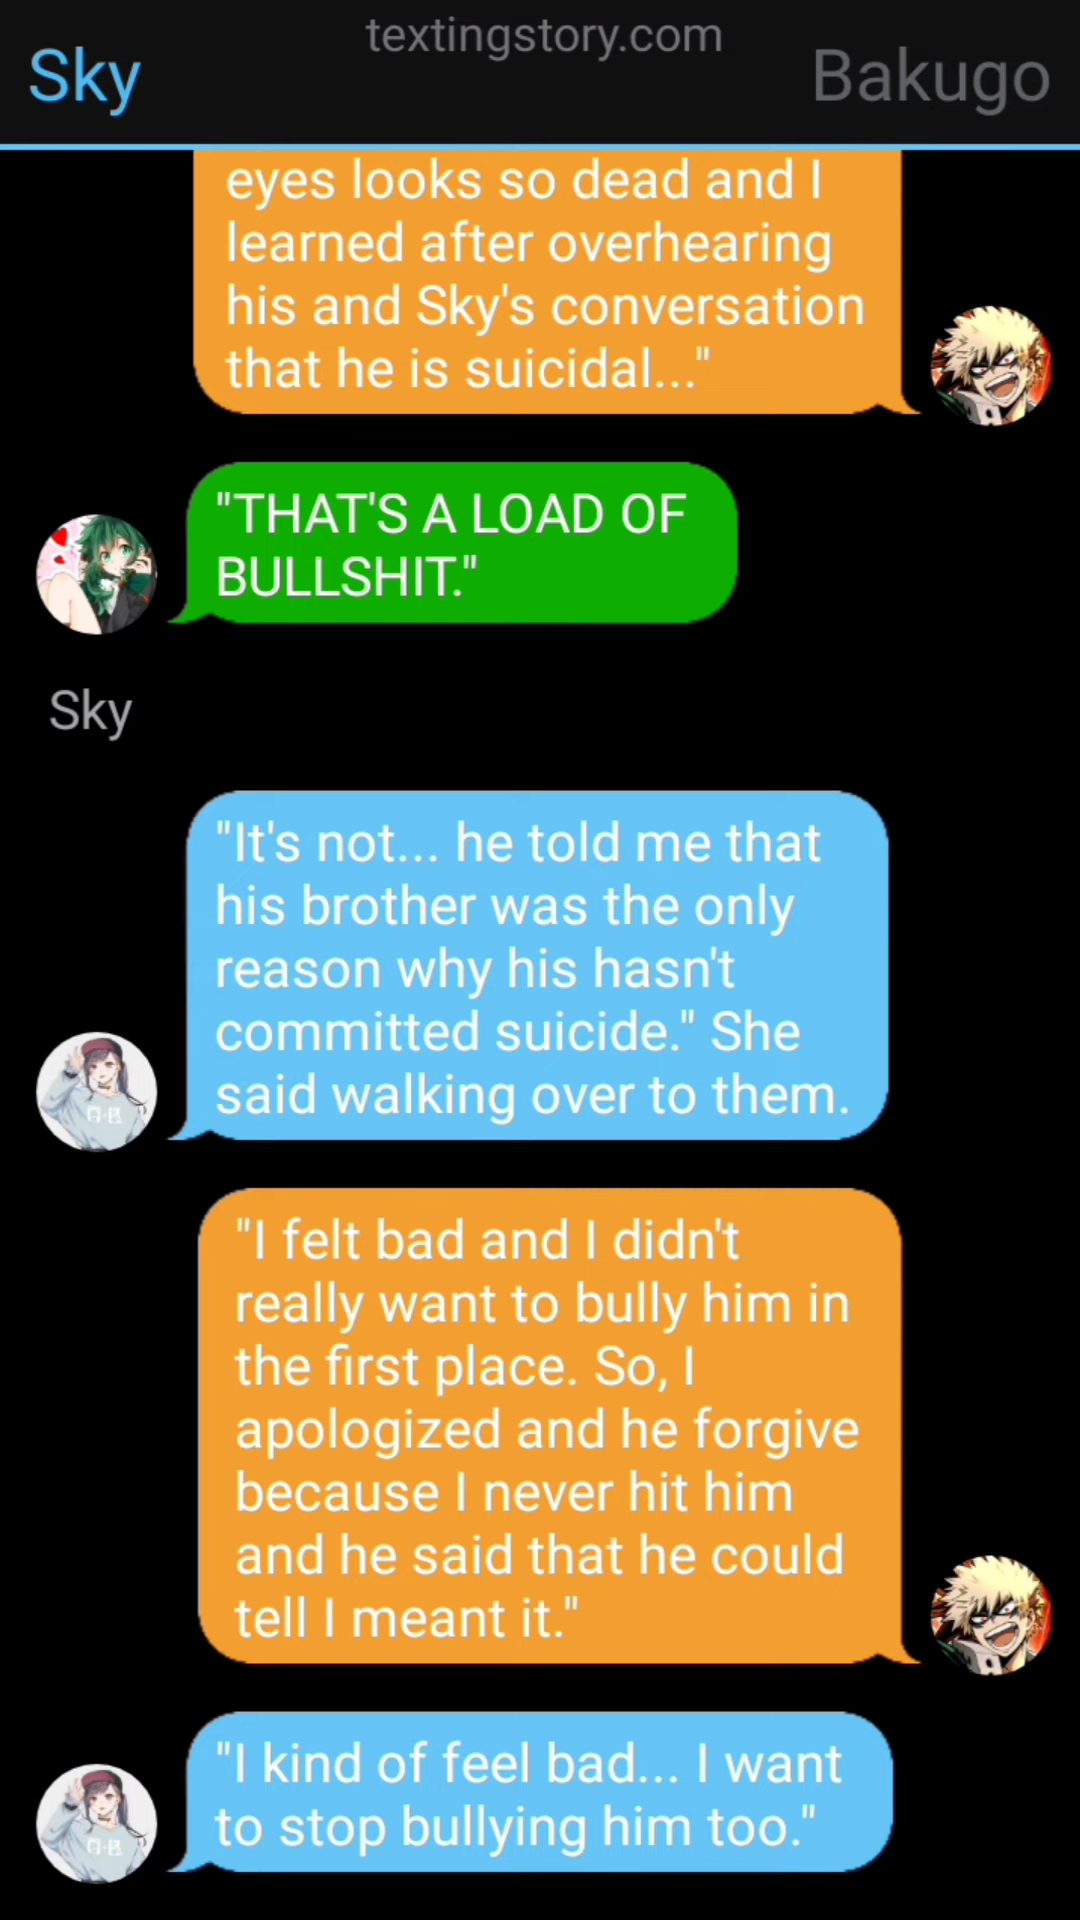 textingstory.com
Sky
Bakugo
eyes looks so dead and I
learned after overhearing
his and Sky's conversation
that he is suicidal..."
"THAT'S A LOAD OF
BULLSHIT."
Sky
"It's not... he told me that
his brother was the only
reason why his hasn't
committed suicide." She
said walking over to them.
"I felt bad and I didn't
really want to bully him in
the first place. So, I
apologized and he forgive
because I never hit him
and he said that he could
tell I meant it."
"I kind of feel bad... I want
to stop bullying him too."